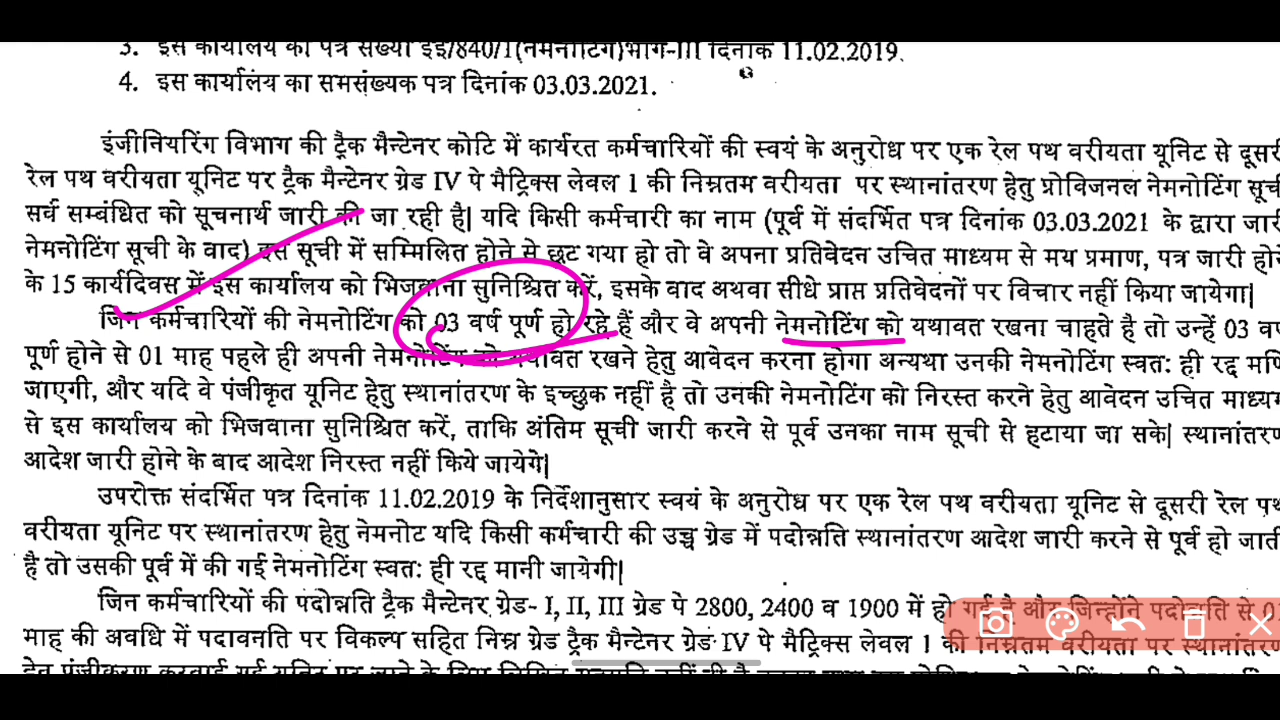 3. इस कार्यालय का पत्र संख्या ईइ/840/1(नेमनोटिंग)भाग-III दिनांक 11.02.2019.
4. इस कार्यालय का समसंख्यक पत्र दिनांक 03.03.2021.
इंजीनियरिंग विभाग की ट्रैक मैन्टेनर कोटि में कार्यरत कर्मचारियों की स्वयं के अनुरोध पर एक रेल पथ वरीयता यूनिट से दूसरी
रेल पथ वरीयता यूनिट पर ट्रैक मैन्टेनर ग्रेड IV पे मैट्रिक्स लेवल 1 की निम्नतम वरीयता पर स्थानांतरण हेतु प्रोविजनल नेमनोटिंग सूची
सर्व सम्बंधित को सूचनार्थ जारी की जा रही है| यदि किसी कर्मचारी का नाम (पूर्व में संदर्भित पत्र दिनांक 03.03.2021 के द्वारा जारी
नेमनोटिंग सूची के वाद) इस सूची में सम्मिलित होने से छूट गया हो तो वे अपना प्रतिवेदन उचित माध्यम से मय प्रमाण, पत्र जारी होने
के 15 कार्यदिवस में इस कार्यालय को भिजवाना सुनिश्चित करें, इसके वाद अथवा सीधे प्राप्त प्रतिवेदनों पर विचार नहीं किया जायेगा|
जिन कर्मचारियों की नेमनोटिंग को 03 वर्ष पूर्ण हो रहे हैं और वे अपनी नेमनोटिंग को यथावत रखना चाहते है तो उन्हें 03 वर्ष
पूर्ण होने से 01 माह पहले ही अपनी नेमनोटिंग को यथावत रखने हेतु आवेदन करना होगा अन्यथा उनकी नेमनोटिंग स्वत: ही रद्द
जाएगी, और यदि वे पंजीकृत यूनिट हेतु स्थानांतरण के इच्छुक नहीं है तो उनकी नेमनोटिंग को निरस्त करने हेतु आवेदन उचित माध्यम
से इस कार्यालय को भिजवाना सुनिश्चित करें, ताकि अंतिम सूची जारी करने से पूर्व उनका नाम सूची से हटाया जा सके| स्थानांतरण
आदेश जारी होने के बाद आदेश निरस्त नहीं किये जायेगे|
उपरोक्त संदर्भित पत्र दिनांक 11.02.2019 के निर्देशानुसार स्वयं के अनुरोध पर एक रेल पथ वरीयता यूनिट से दूसरी रेल पथ
वरीयता यूनिट पर स्थानांतरण हेतु नेमनोट यदि किसी कर्मचारी की उच्च ग्रेड में पदोन्नति स्थानांतरण आदेश जारी करने से पूर्व हो जाती
है तो उसकी पूर्व में की गई नेमनोटिंग स्वत: ही रद्द मानी जायेगी|
जिन कर्मचारियों की पदोन्नति ट्रैक मैन्टेनर ग्रेड- I, II, III ग्रेड पे 2800, 2400 व 1900 में हो गई है और जिन्होंने पदोन्नति से
माह की अवधि में पदावनति पर विकल्प सहित निम्न ग्रेड ट्रैक मैन्टेनर ग्रेड IV पे मैट्रिक्स लेवल 1 की निम्नतम वरीयता पर स्थानांतरण